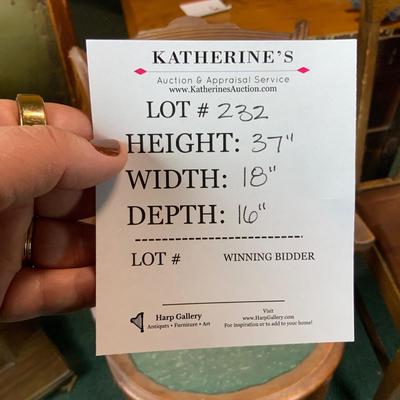 KATHERINE'S
Auction & Appraisal Service
www.KatherinesAuction.com
LOT # 232
HEIGHT: 37"
WIDTH: 18"
DEPTH: 16"
LOT # WINNING BIDDER
Harp Gallery
Antiques • Furniture • Art
Visit
www.HarpGallery.com
For inspiration or to add to your home!